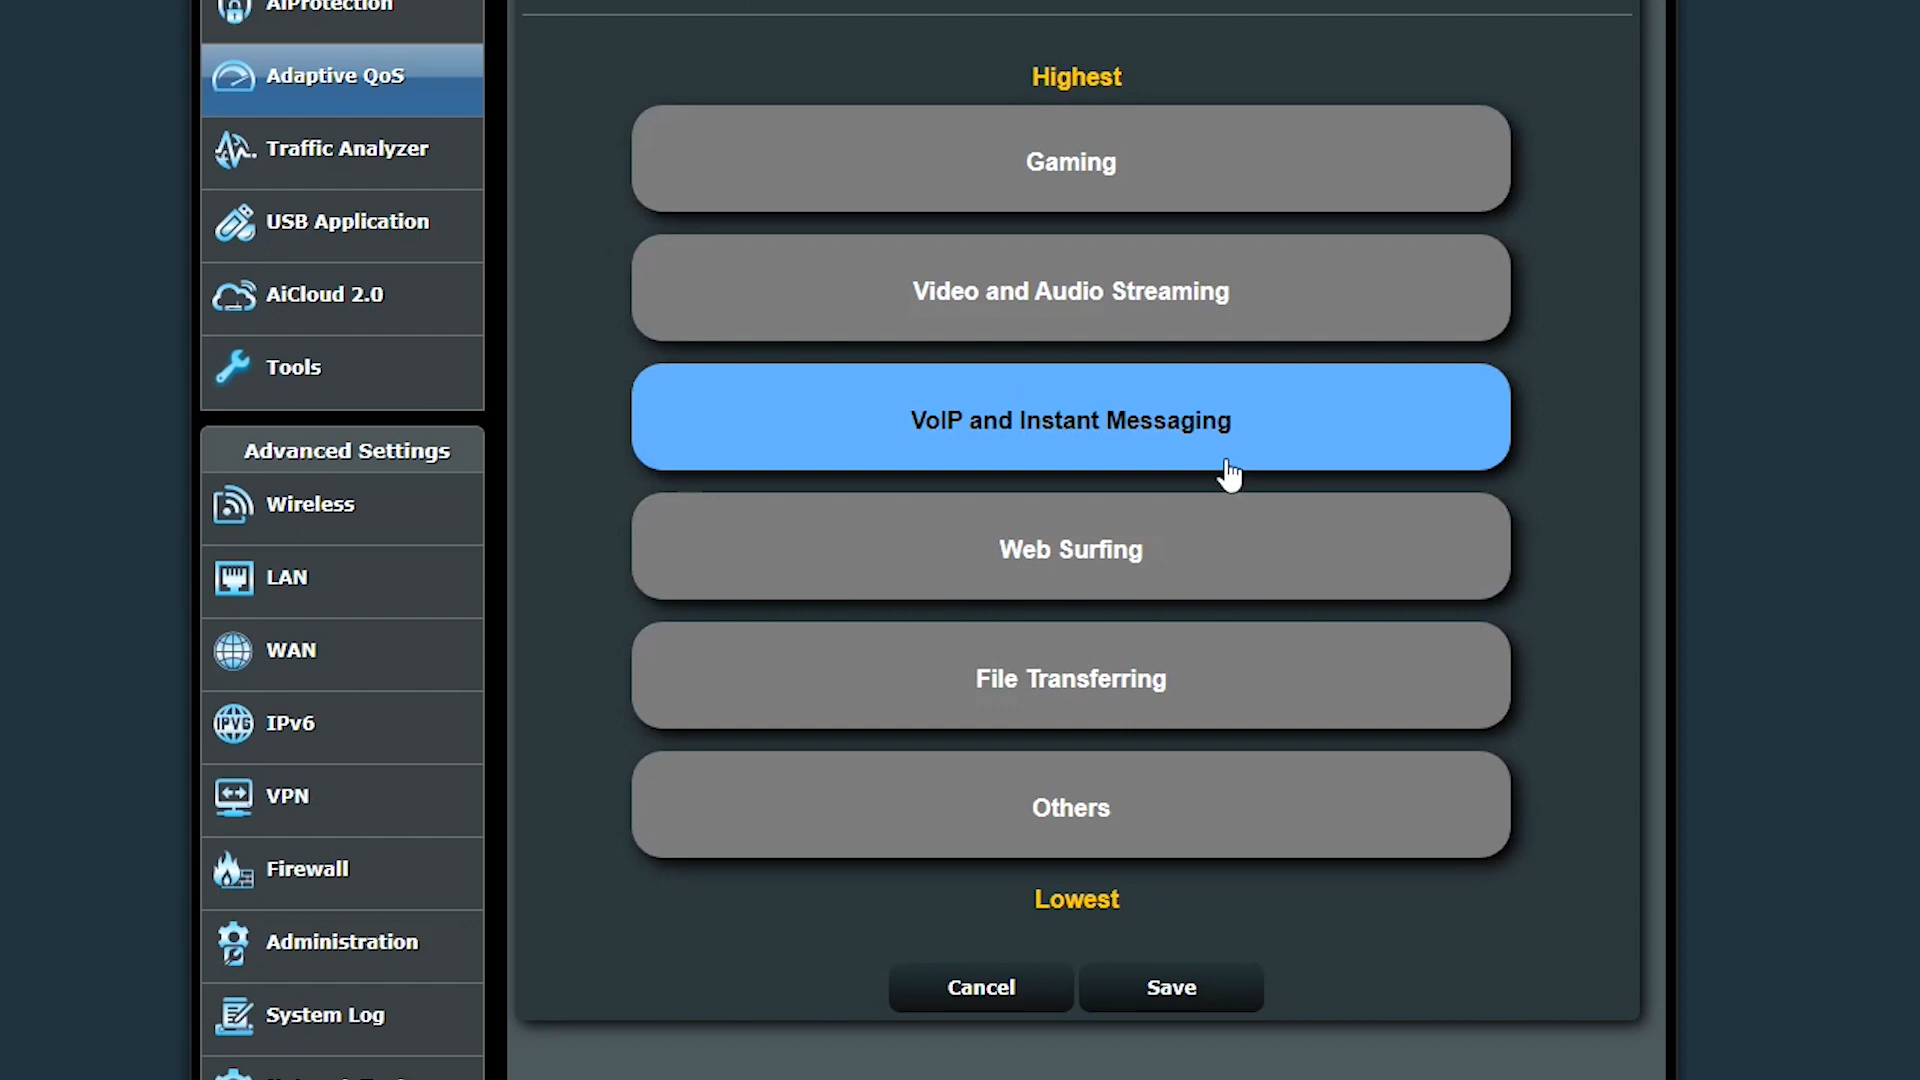 AiProtection
Adaptive QoS
Traffic Analyzer
USB Application
AiCloud 2.0
Tools
Advanced Settings
Wireless
LAN
WAN
IPv6
VPN
Firewall
Administration
System Log
Highest
Gaming
Video and Audio Streaming
VoIP and Instant Messaging
Web Surfing
File Transferring
Others
Lowest
Cancel
Save